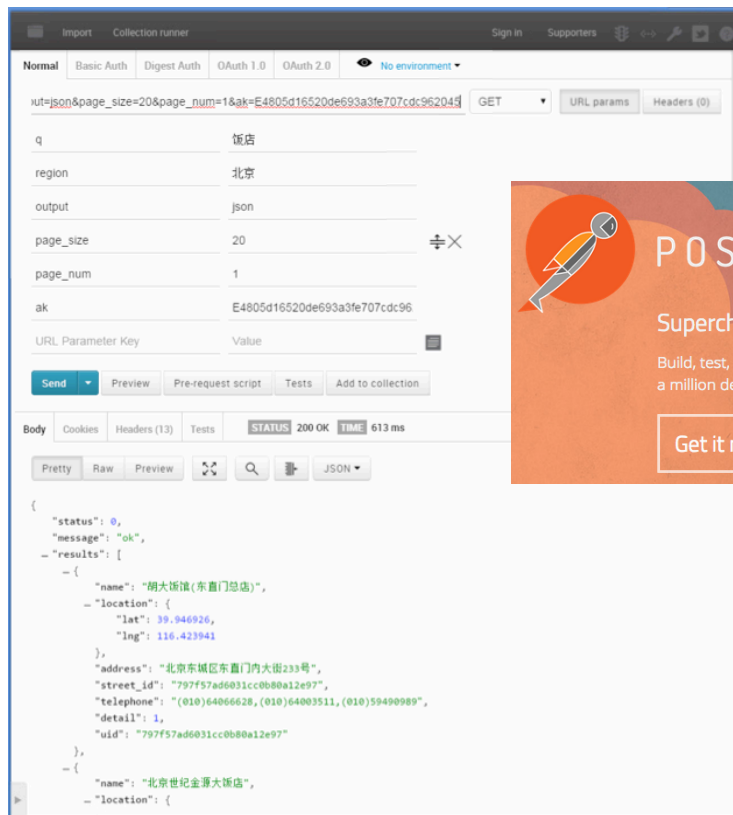 Import Collection runner Sign in Supporters
Normal Basic Auth Digest Auth OAuth 1.0 OAuth 2.0 No environment
out=json&page_size=20&page_num=1&ak=E4805d16520de693a3fe707cdc962045 GET URL params Headers (0)
q 饭店
region 北京
output json
page_size 20
page_num 1
ak E4805d16520de693a3fe707cdc96
URL Parameter Key Value
Send Preview Pre-request script Tests Add to collection
POS
Superch
Build, test,
a million de
Get it
Body Cookies Headers (13) Tests STATUS 200 OK TIME 613 ms
Pretty Raw Preview JSON
{
"status": 0,
"message": "ok",
"results": [
{
"name": "胡大饭馆(东直门总店)",
"location": {
"lat": 39.946926,
"lng": 116.423941
},
"address": "北京东城区东直门内大街233号",
"street_id": "797f57ad6031cc0b80a12e97",
"telephone": "(010)64066628,(010)64003511,(010)59490989",
"detail": 1,
"uid": "797f57ad6031cc0b80a12e97"
},
{
"name": "北京世纪金源大饭店",
"location": {